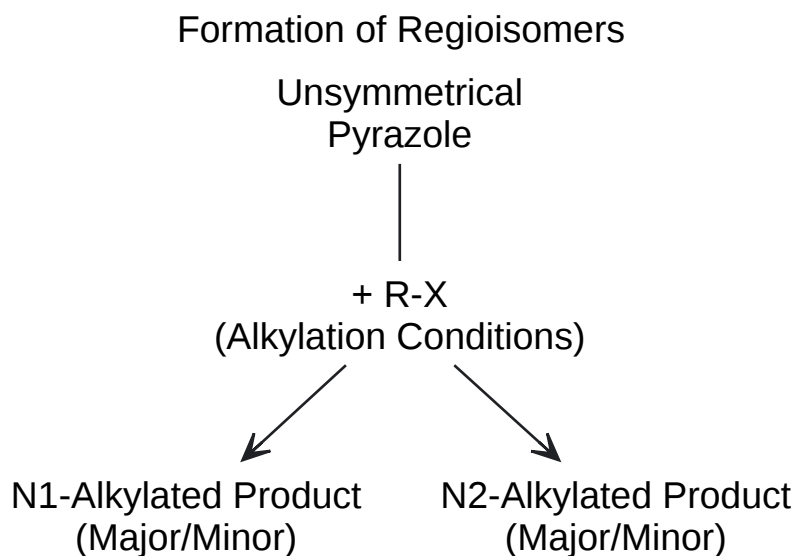 Formation of Regioisomers
Unsymmetrical
Pyrazole
+ R-X
(Alkylation Conditions)
N1-Alkylated Product
(Major/Minor)
N2-Alkylated Product
(Major/Minor)